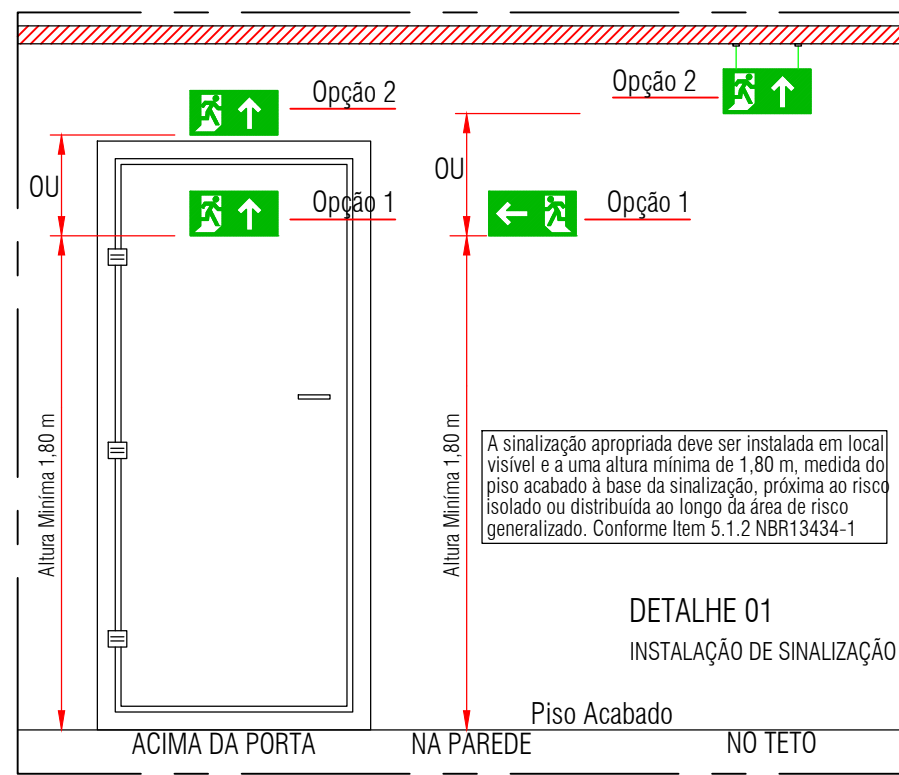 Opção 2
Opção 2
OU
OU
Opção 1
Opção 1
Altura Miníma 1,80 m
Altura Miníma 1,80 m
A sinalização apropriada deve ser instalada em local
visível e a uma altura mínima de 1,80 m, medida do
piso acabado à base da sinalização, próxima ao risco
isolado ou distribuída ao longo da área de risco
generalizado. Conforme Item 5.1.2 NBR13434-1
DETALHE 01
INSTALAÇÃO DE SINALIZAÇÃO
Piso Acabado
ACIMA DA PORTA
NA PAREDE
NO TETO